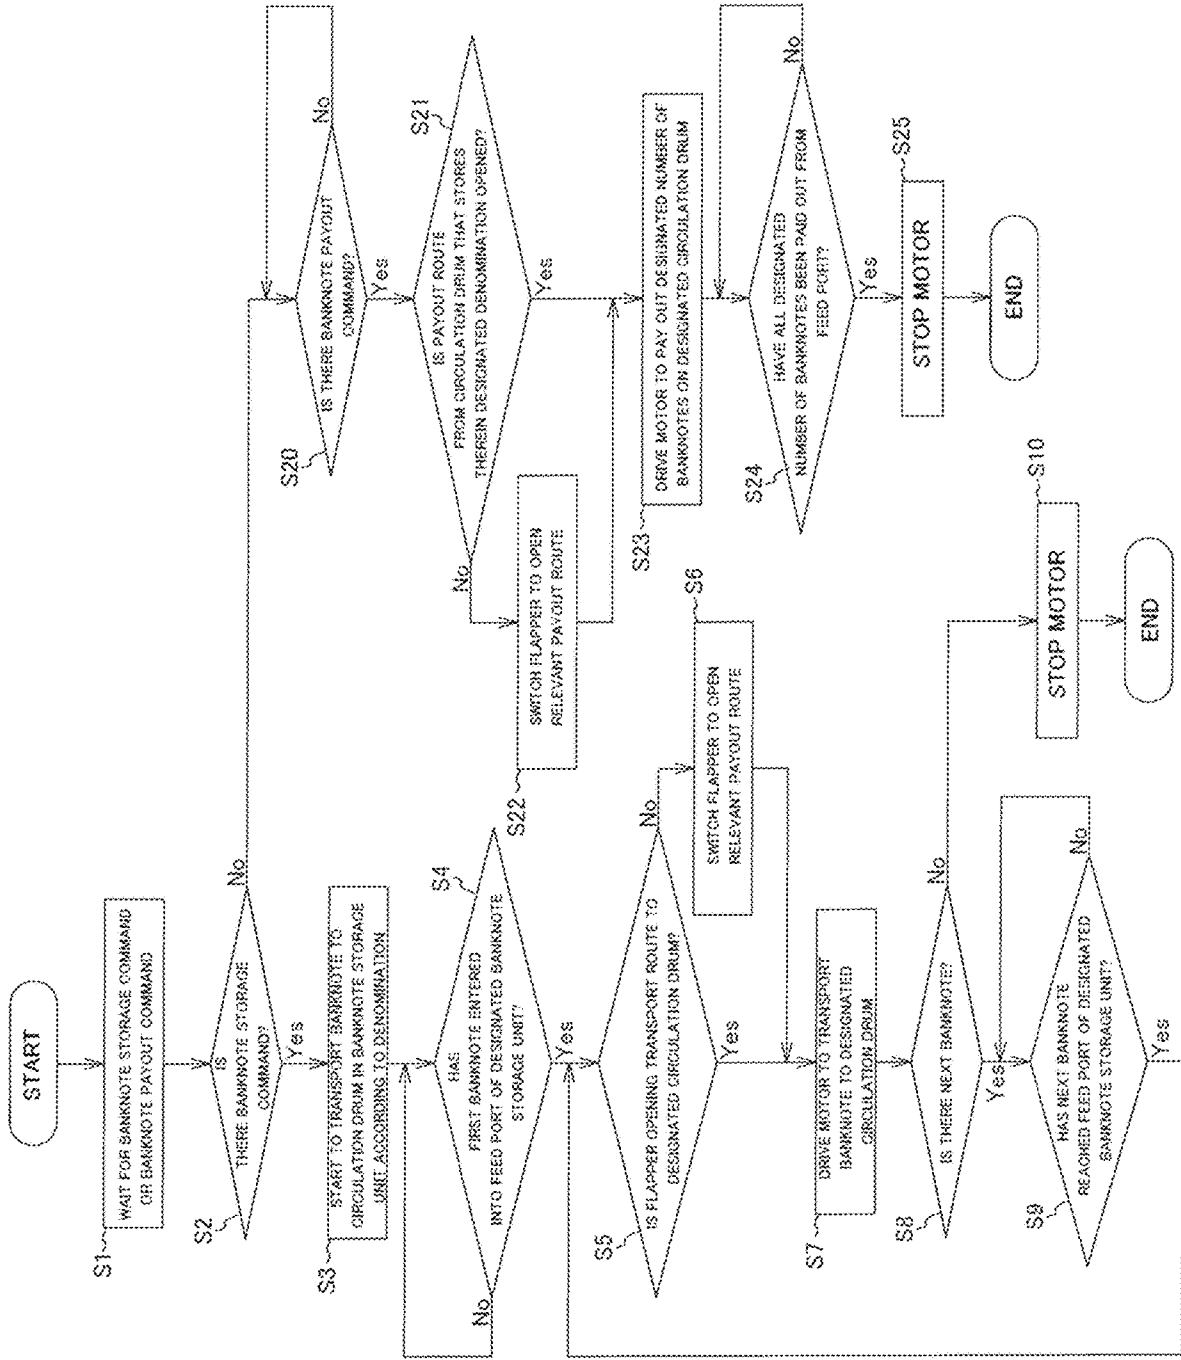 START
S1
WAIT FOR BANKNOTE STORAGE COMMAND
OR BANKNOTE PAYOUT COMMAND
S2
IS
THERE BANKNOTE STORAGE
COMMAND?
No
Yes
S3
START TO TRANSPORT BANKNOTE TO
CIRCULATION DRUM IN BANKNOTE STORAGE
UNIT ACCORDING TO DENOMINATION
S4
HAS
FIRST BANKNOTE ENTERED
INTO FEED PORT OF DESIGNATED BANKNOTE
STORAGE UNIT?
No
Yes
S5
IS FLAPPER OPENING TRANSPORT ROUTE TO
DESIGNATED CIRCULATION DRUM?
No
Yes
S6
SWITCH FLAPPER TO OPEN
RELEVANT PAYOUT ROUTE
S7
DRIVE MOTOR TO TRANSPORT
BANKNOTE TO DESIGNATED
CIRCULATION DRUM
S8
IS THERE NEXT BANKNOTE?
No
Yes
S9
HAS NEXT BANKNOTE
REACHED FEED PORT OF DESIGNATED
BANKNOTE STORAGE UNIT?
No
Yes
S10
STOP MOTOR
END
S20
IS THERE BANKNOTE PAYOUT
COMMAND?
No
Yes
S21
IS PAYOUT ROUTE
FROM CIRCULATION DRUM THAT STORES
THEREIN DESIGNATED DENOMINATION OPENED?
No
Yes
S22
SWITCH FLAPPER TO OPEN
RELEVANT PAYOUT ROUTE
S23
DRIVE MOTOR TO PAY OUT DESIGNATED NUMBER OF
BANKNOTES ON DESIGNATED CIRCULATION DRUM
S24
HAVE ALL DESIGNATED
NUMBER OF BANKNOTES BEEN PAID OUT FROM
FEED PORT?
No
Yes
S25
STOP MOTOR
END